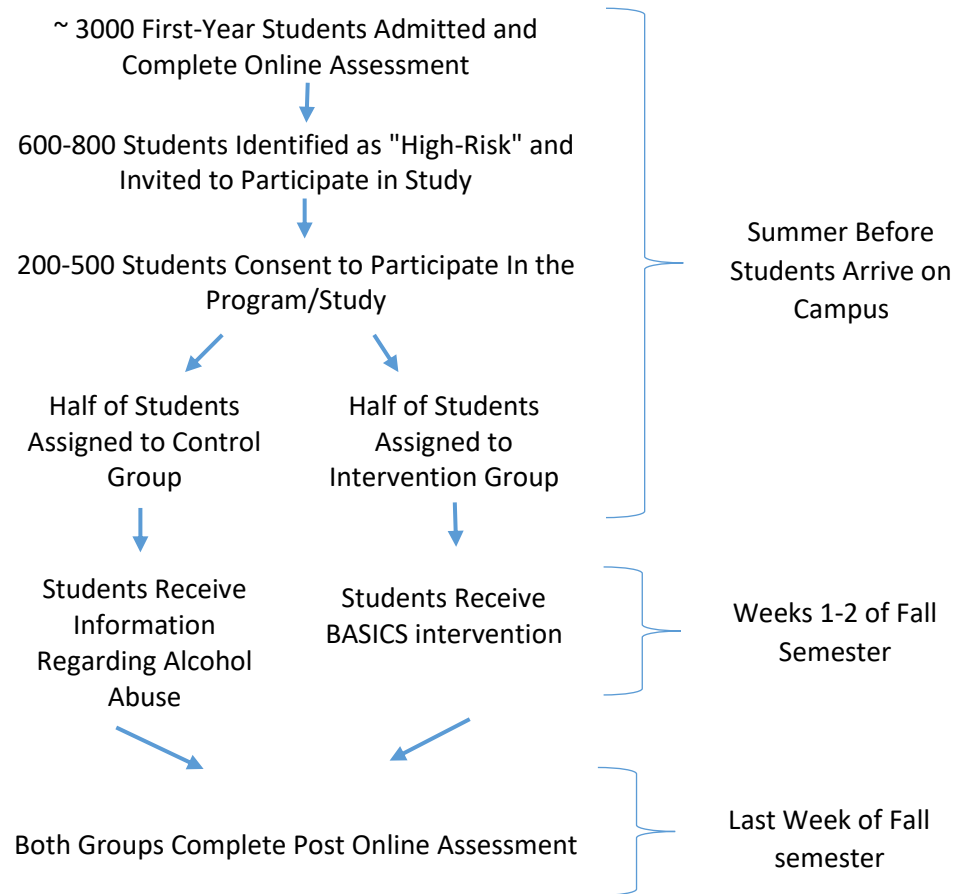 ~ 3000 First-Year Students Admitted and
Complete Online Assessment
600-800 Students Identified as "High-Risk" and
Invited to Participate in Study
200-500 Students Consent to Participate In the
Program/Study
Summer Before
Students Arrive on
Campus
Half of Students
Assigned to Control
Group
Half of Students
Assigned to
Intervention Group
Students Receive
Information
Regarding Alcohol
Abuse
Students Receive
BASICS intervention
Weeks 1-2 of Fall
Semester
Both Groups Complete Post Online Assessment
Last Week of Fall
semester